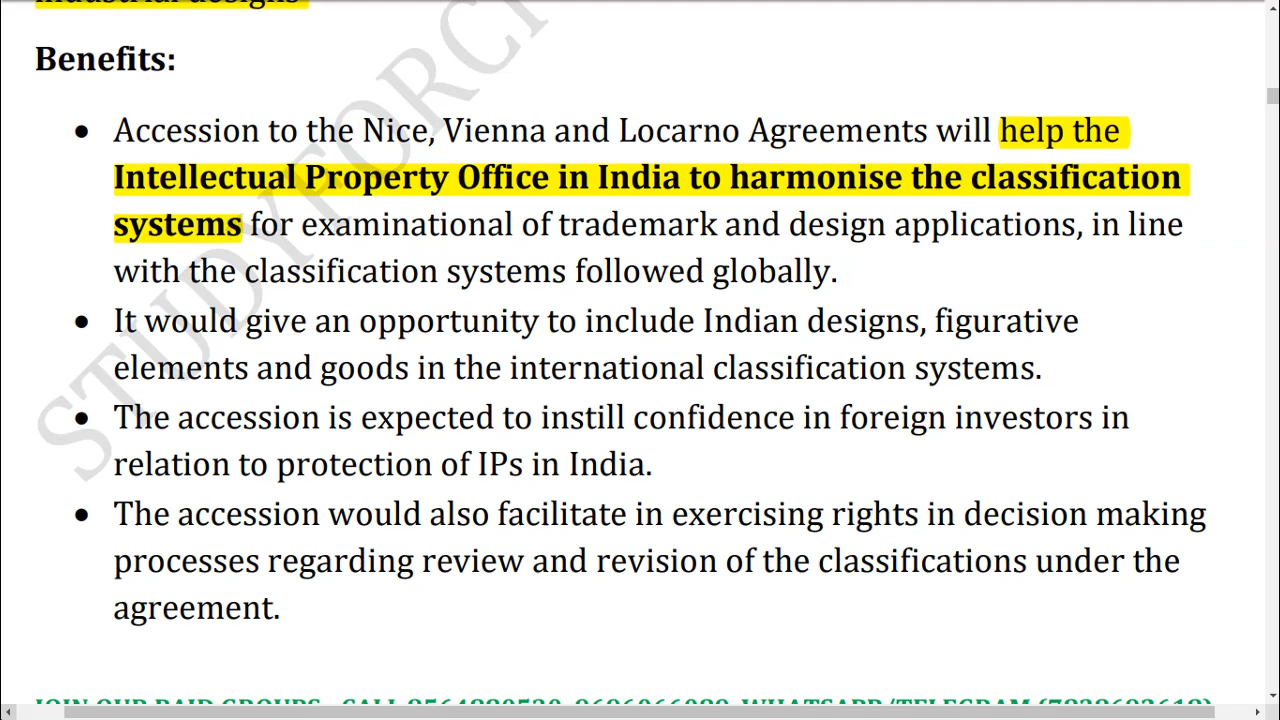 industrial designs
Benefits:
• Accession to the Nice, Vienna and Locarno Agreements will help the
Intellectual Property Office in India to harmonise the classification
systems for examinational of trademark and design applications, in line
with the classification systems followed globally.
• It would give an opportunity to include Indian designs, figurative
elements and goods in the international classification systems.
• The accession is expected to instill confidence in foreign investors in
relation to protection of IPs in India.
• The accession would also facilitate in exercising rights in decision making
processes regarding review and revision of the classifications under the
agreement.
STUDYFORCI